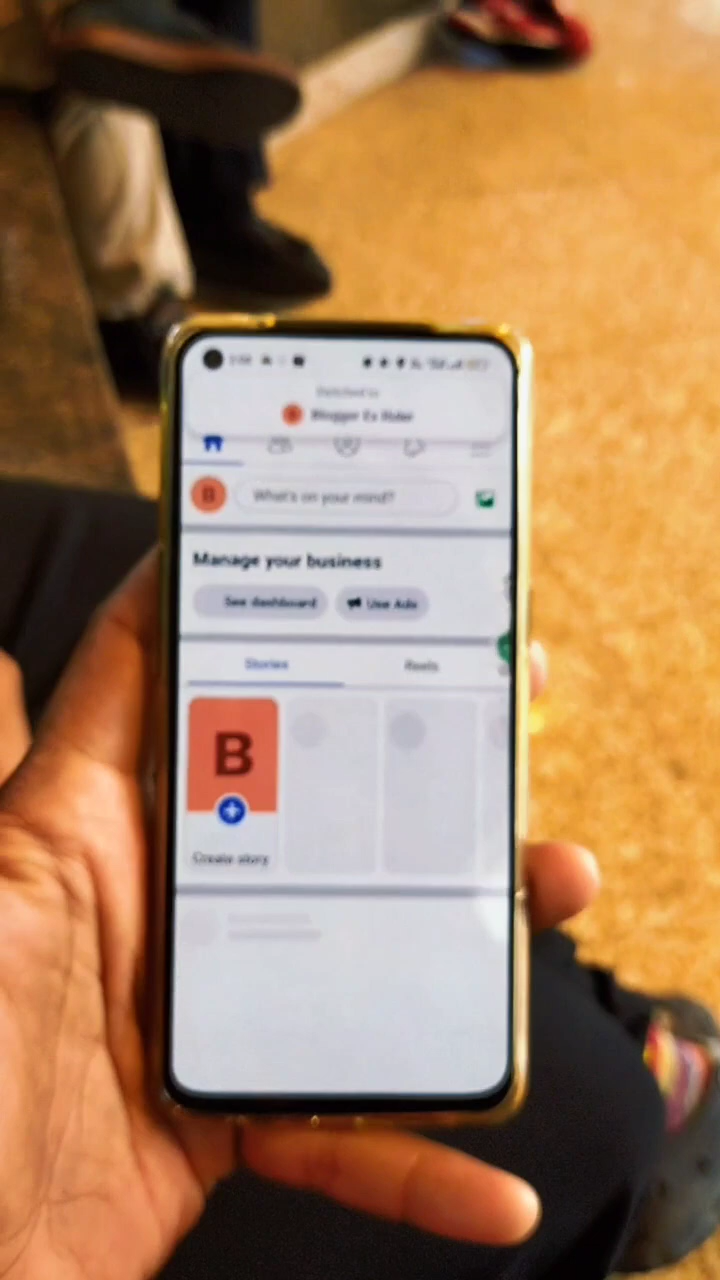 Switched to
B Blogger Ex Rider
B What's on your mind?
Manage your business
See dashboard Use Ads
Stories Reels
B
Create story